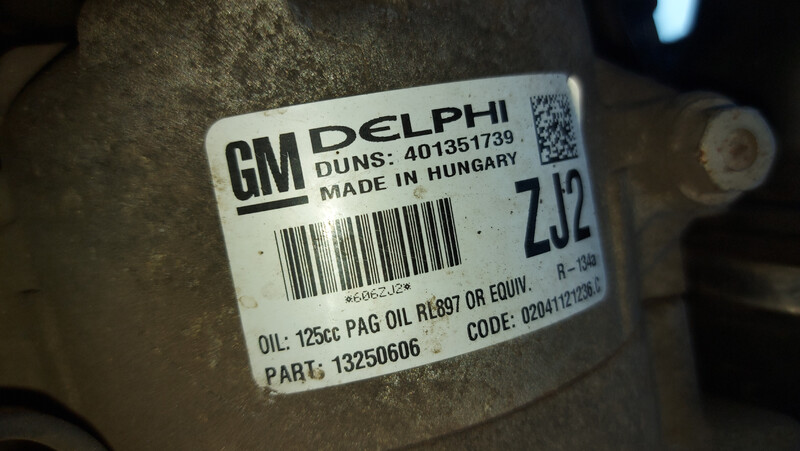 GM DELPHI
DUNS: 401351739
MADE IN HUNGARY
ZJ2
*606ZJ2*
R-134a
OIL: 125cc PAG OIL RL897 OR EQUIV.
PART: 13250606 CODE: 02041121236.C